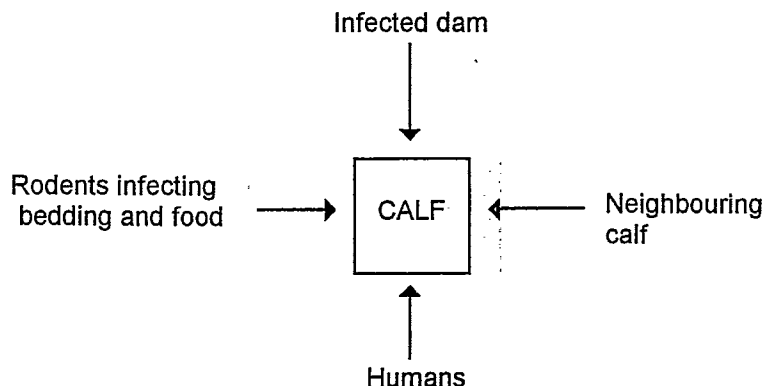 Infected dam
Rodents infecting
bedding and food
CALF
Neighbouring
calf
Humans